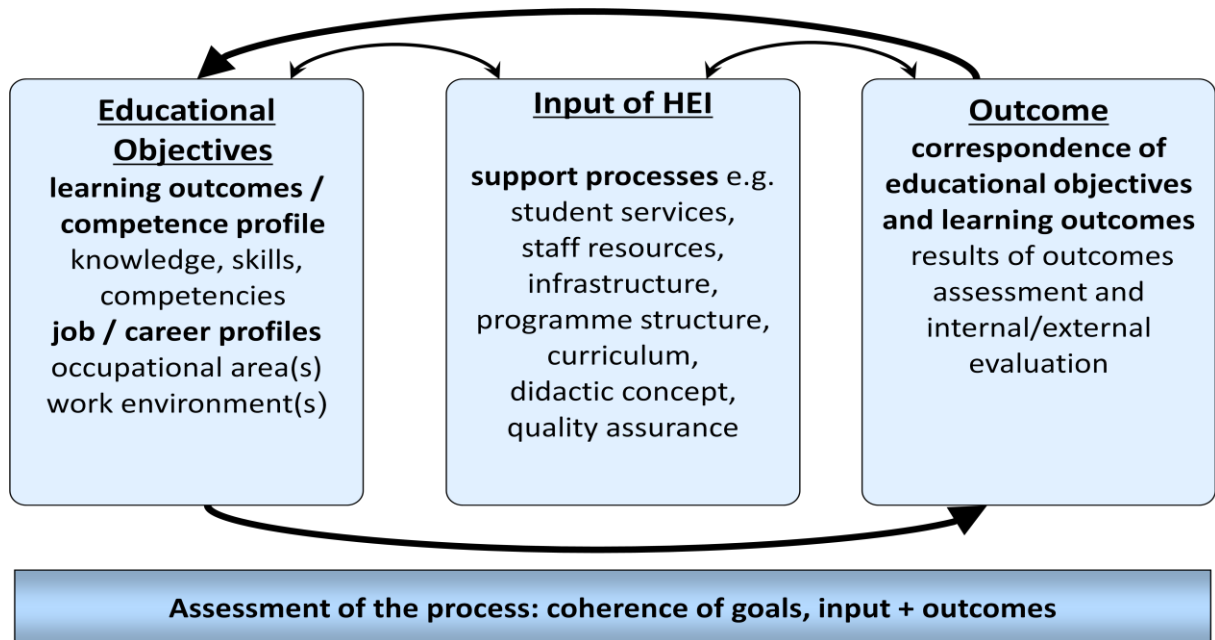 Educational
Objectives
learning outcomes /
competence profile
knowledge, skills,
competencies
job / career profiles
occupational area(s)
work environment(s)
Input of HEI
support processes e.g.
student services,
staff resources,
infrastructure,
programme structure,
curriculum,
didactic concept,
quality assurance
Outcome
correspondence of
educational objectives
and learning outcomes
results of outcomes
assessment and
internal/external
evaluation
Assessment of the process: coherence of goals, input + outcomes